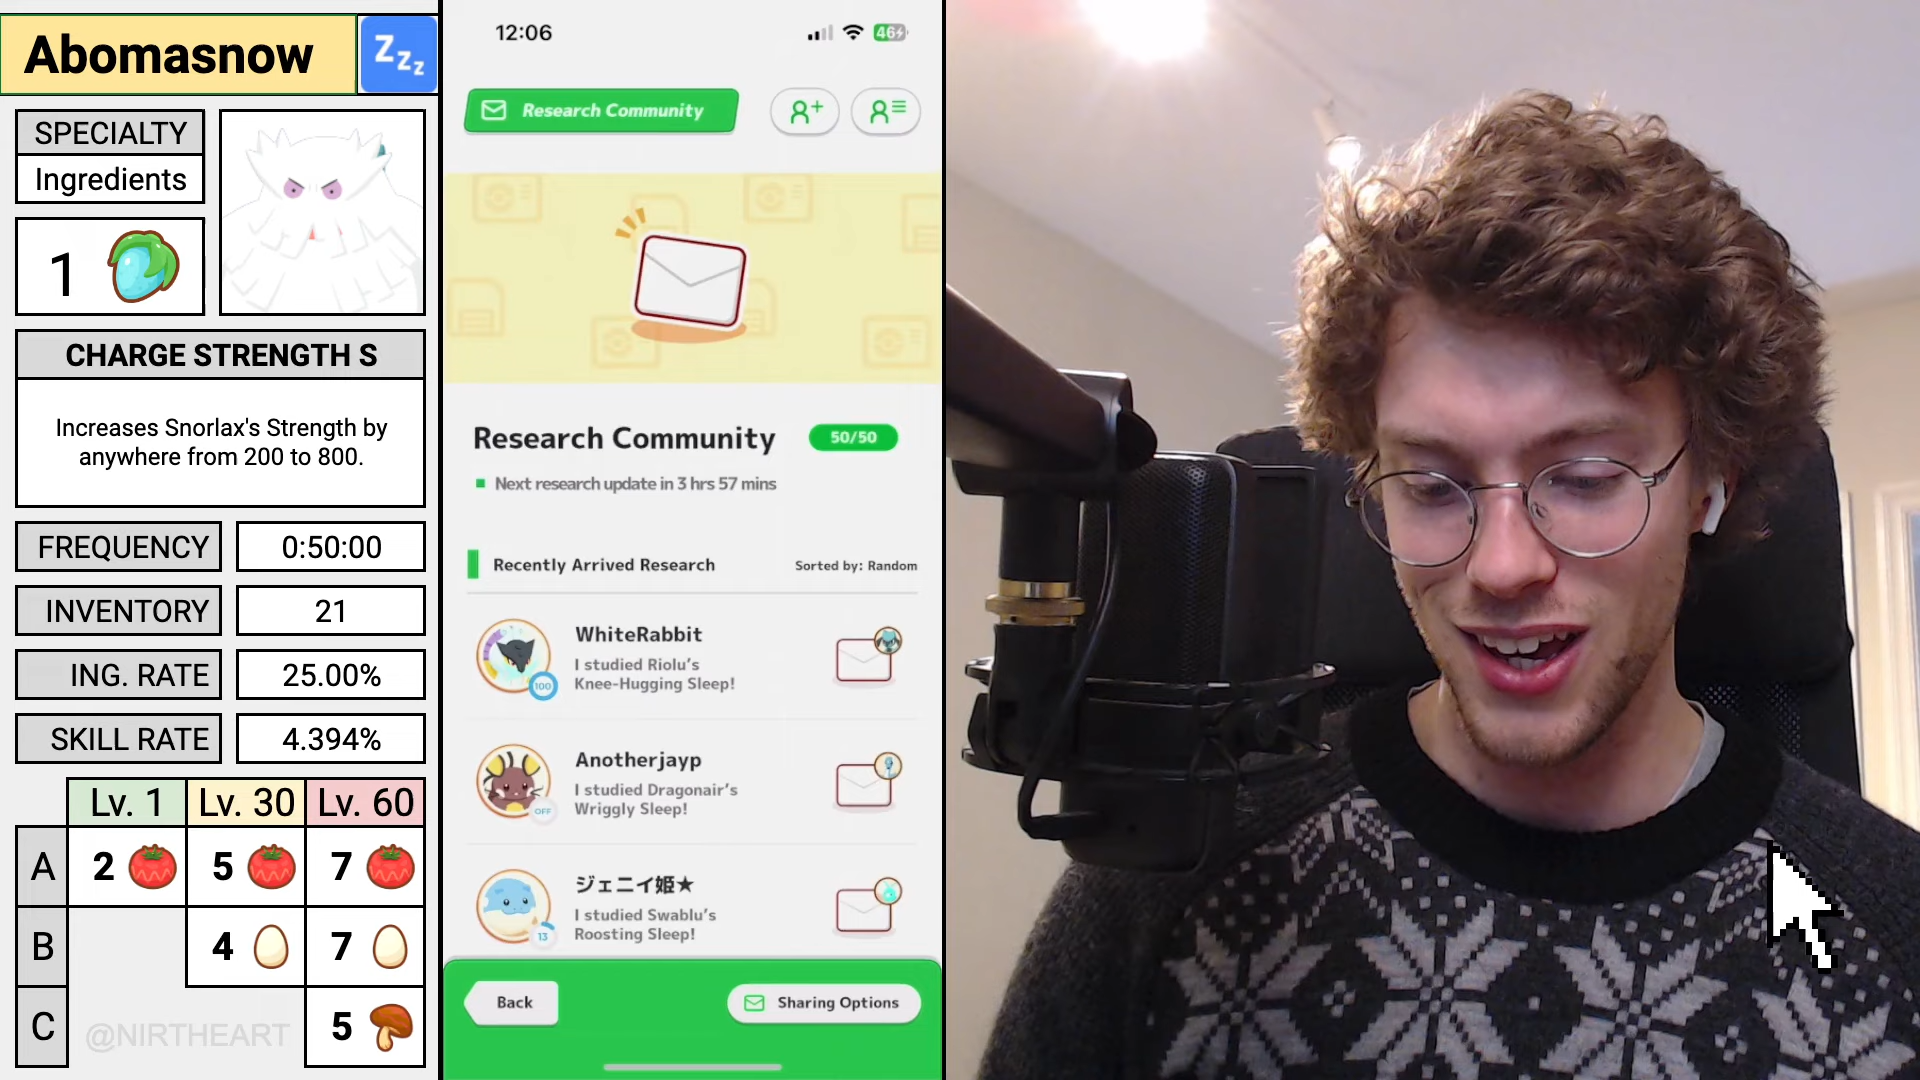 Abomasnow
Zzz
SPECIALTY
Ingredients
1
CHARGE STRENGTH S
Increases Snorlax's Strength by
anywhere from 200 to 800.
FREQUENCY
0:50:00
INVENTORY
21
ING. RATE
25.00%
SKILL RATE
4.394%
Lv. 1
Lv. 30
Lv. 60
A
2
5
7
B
4
7
C
@NIRTHEART
5
12:06
46
Research Community
Research Community
50/50
Next research update in 3 hrs 57 mins
Recently Arrived Research
Sorted by: Random
WhiteRabbit
I studied Riolu's
Knee-Hugging Sleep!
100
Anotherjayp
I studied Dragonair's
Wriggly Sleep!
OFF
ジェニイ姫★
I studied Swablu's
Roosting Sleep!
13
Back
Sharing Options